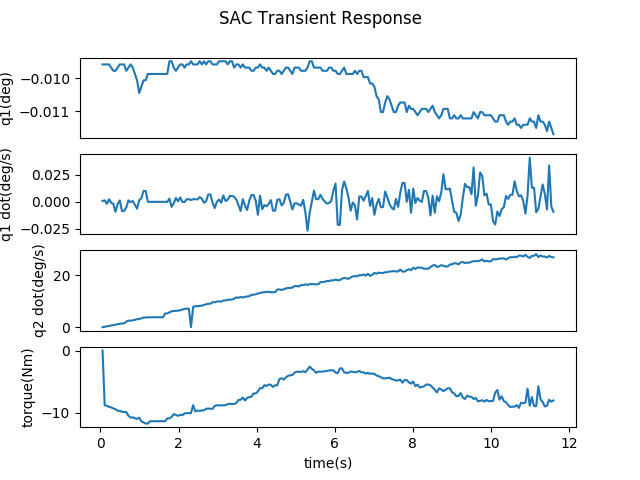 SAC Transient Response
q1(deg)
−0.010
−0.011
q1 dot(deg/s)
0.025
0.000
−0.025
q2 dot(deg/s)
20
0
torque(Nm)
0
−10
0 2 4 6 8 10 12
time(s)